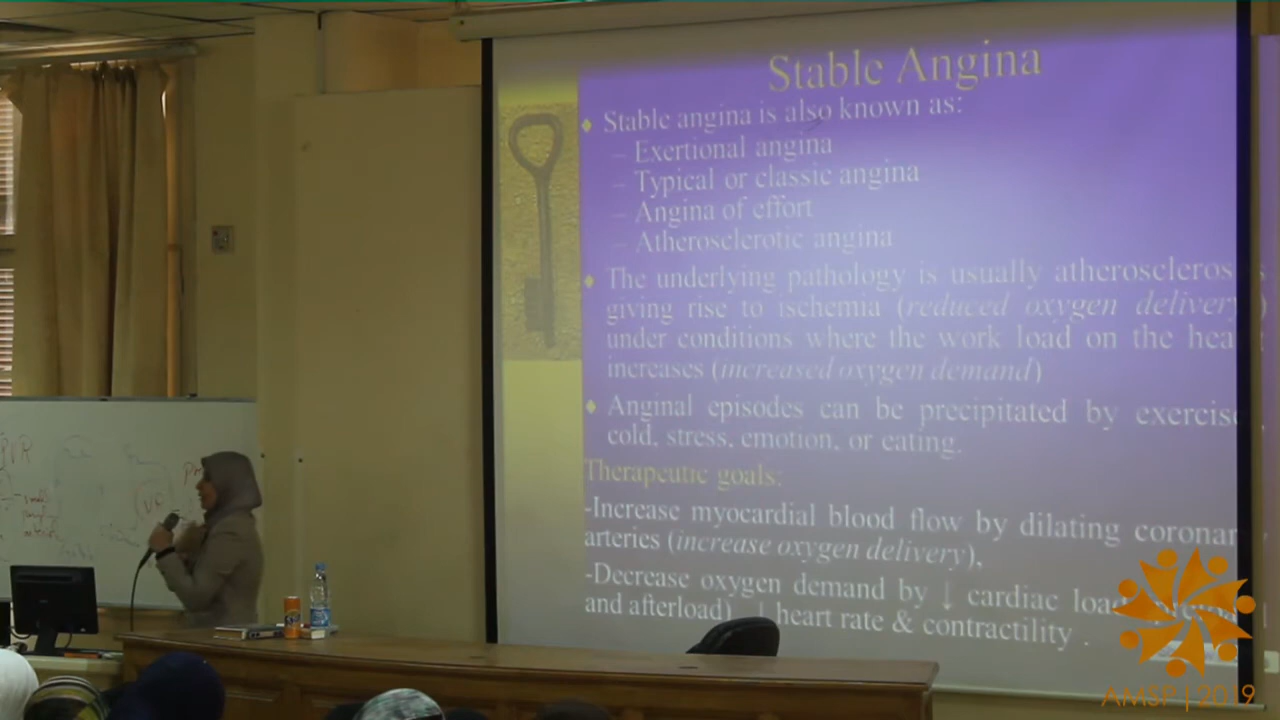 Stable Angina
♦ Stable angina is also known as:
– Exertional angina
– Typical or classic angina
– Angina of effort
– Atherosclerotic angina
♦ The underlying pathology is usually atheroscleros s
giving rise to ischemia (reduced oxygen delivery)
under conditions where the work load on the hea
increases (increased oxygen demand)
♦ Anginal episodes can be precipitated by exercise
cold, stress, emotion, or eating.
Therapeutic goals:
-Increase myocardial blood flow by dilating coronar
arteries (increase oxygen delivery),
-Decrease oxygen demand by ↓ cardiac load
and afterload) ↓ heart rate & contractility .
PVR
VC
AMSP | 2019